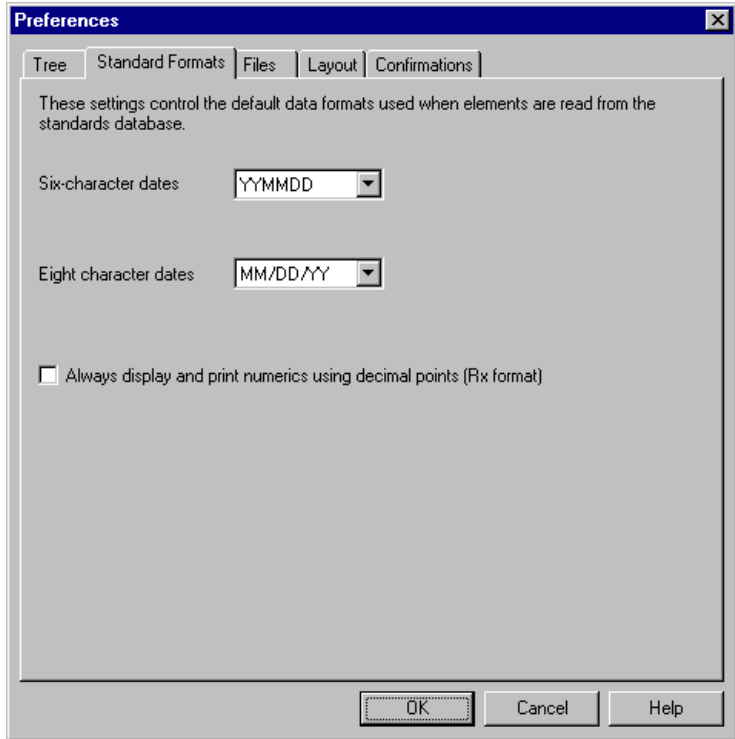 Preferences
Tree Standard Formats Files Layout Confirmations
These settings control the default data formats used when elements are read from the
standards database.
Six-character dates YYMMDD
Eight character dates MM/DD/YY
Always display and print numerics using decimal points (Rx format)
OK Cancel Help